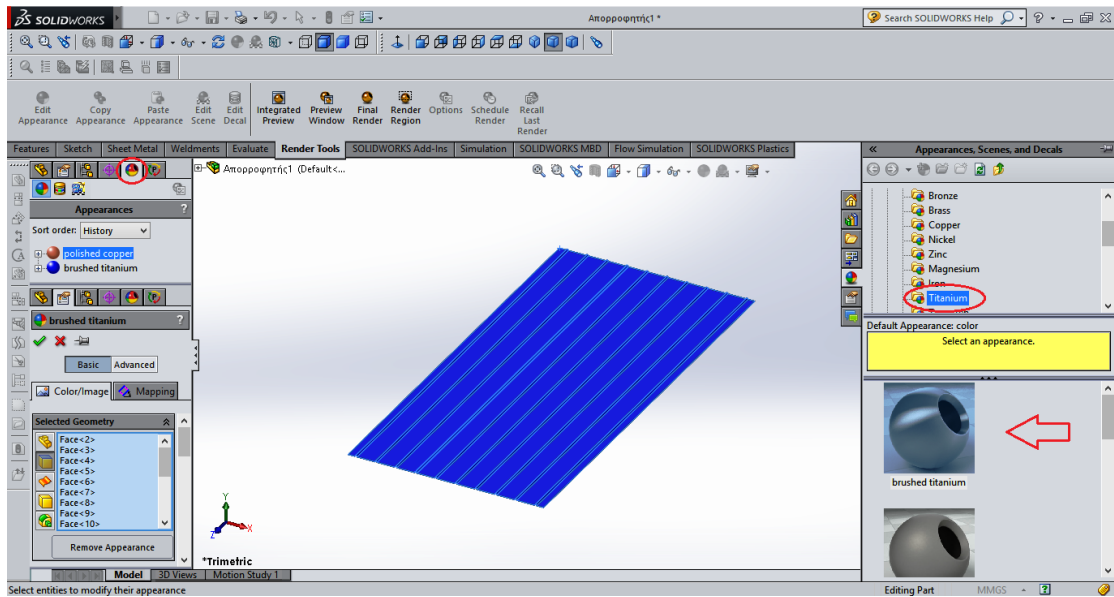 SOLIDWORKS
Απορροφητής1 *
Search SOLIDWORKS Help
Edit Appearance
Copy Appearance
Paste Appearance
Edit Scene
Edit Decal
Integrated Preview
Preview Window
Final Render
Render Region
Options
Schedule Render
Recall Last Render
Features Sketch Sheet Metal Weldments Evaluate Render Tools SOLIDWORKS Add-Ins Simulation SOLIDWORKS MBD Flow Simulation SOLIDWORKS Plastics
Appearances, Scenes, and Decals
Απορροφητής1 (Default<...
Appearances ?
Sort order: History
polished copper
brushed titanium
brushed titanium ?
Basic Advanced
Color/Image Mapping
Selected Geometry
Face<2>
Face<3>
Face<4>
Face<5>
Face<6>
Face<7>
Face<8>
Face<9>
Face<10>
Remove Appearance
Y
X
Z
*Trimetric
Bronze
Brass
Copper
Nickel
Zinc
Magnesium
Iron
Titanium
Default Appearance: color
Select an appearance.
brushed titanium
Model 3D Views Motion Study 1
Select entities to modify their appearance
Editing Part MMGS